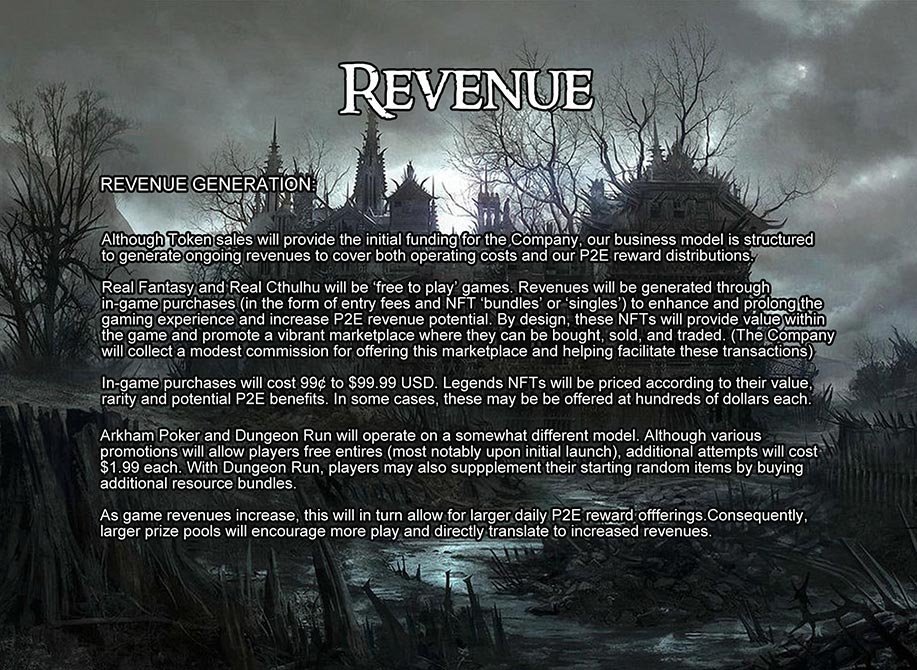 REVENUE
REVENUE GENERATION:
Although Token sales will provide the initial funding for the Company, our business model is structured
to generate ongoing revenues to cover both operating costs and our P2E reward distributions.
Real Fantasy and Real Cthulhu will be ‘free to play’ games. Revenues will be generated through
in-game purchases (in the form of entry fees and NFT ‘bundles’ or ‘singles’) to enhance and prolong the
gaming experience and increase P2E revenue potential. By design, these NFTs will provide value within
the game and promote a vibrant marketplace where they can be bought, sold, and traded. (The Company
will collect a modest commission for offering this marketplace and helping facilitate these transactions)
In-game purchases will cost 99¢ to $99.99 USD. Legends NFTs will be priced according to their value,
rarity and potential P2E benefits. In some cases, these may be be offered at hundreds of dollars each.
Arkham Poker and Dungeon Run will operate on a somewhat different model. Although various
promotions will allow players free entires (most notably upon initial launch), additional attempts will cost
$1.99 each. With Dungeon Run, players may also suppplement their starting random items by buying
additional resource bundles.
As game revenues increase, this will in turn allow for larger daily P2E reward offferings.Consequently,
larger prize pools will encourage more play and directly translate to increased revenues.